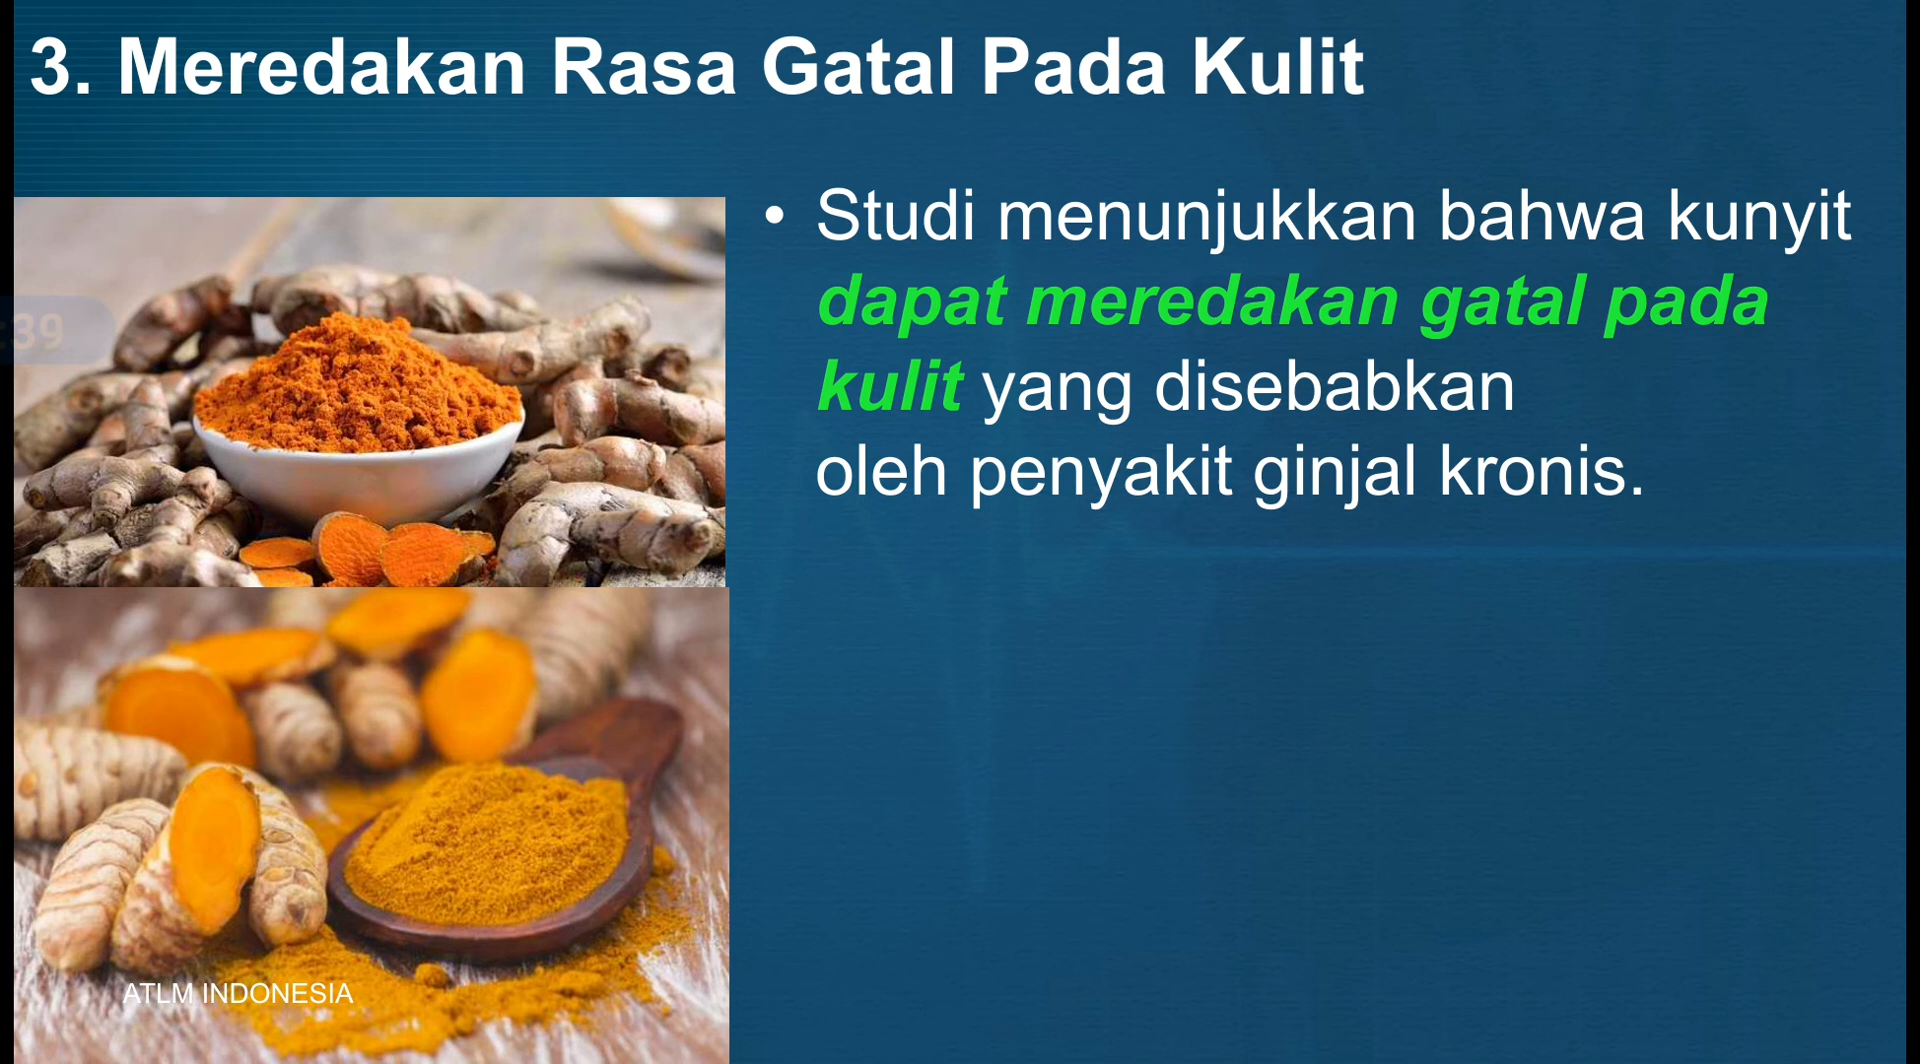 3. Meredakan Rasa Gatal Pada Kulit
• Studi menunjukkan bahwa kunyit
dapat meredakan gatal pada
kulit yang disebabkan
oleh penyakit ginjal kronis.
:39
ATLM INDONESIA